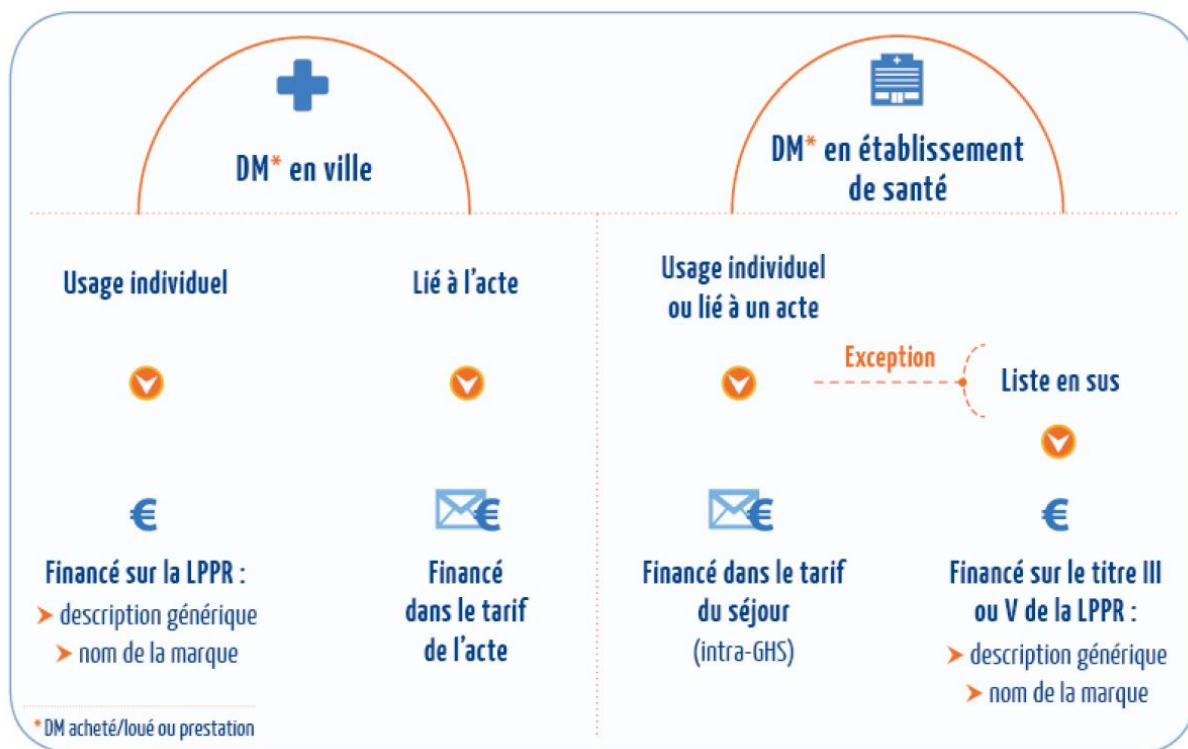 DM* en ville
Usage individuel
Lié à l'acte
€
Financé sur la LPPR :
➤ description générique
➤ nom de la marque
€
Financé
dans le tarif
de l'acte
* DM acheté/loué ou prestation
DM* en établissement
de santé
Usage individuel
ou lié à un acte
Exception
Liste en sus
€
Financé dans le tarif
du séjour
(intra-GHS)
€
Financé sur le titre III
ou V de la LPPR :
➤ description générique
➤ nom de la marque